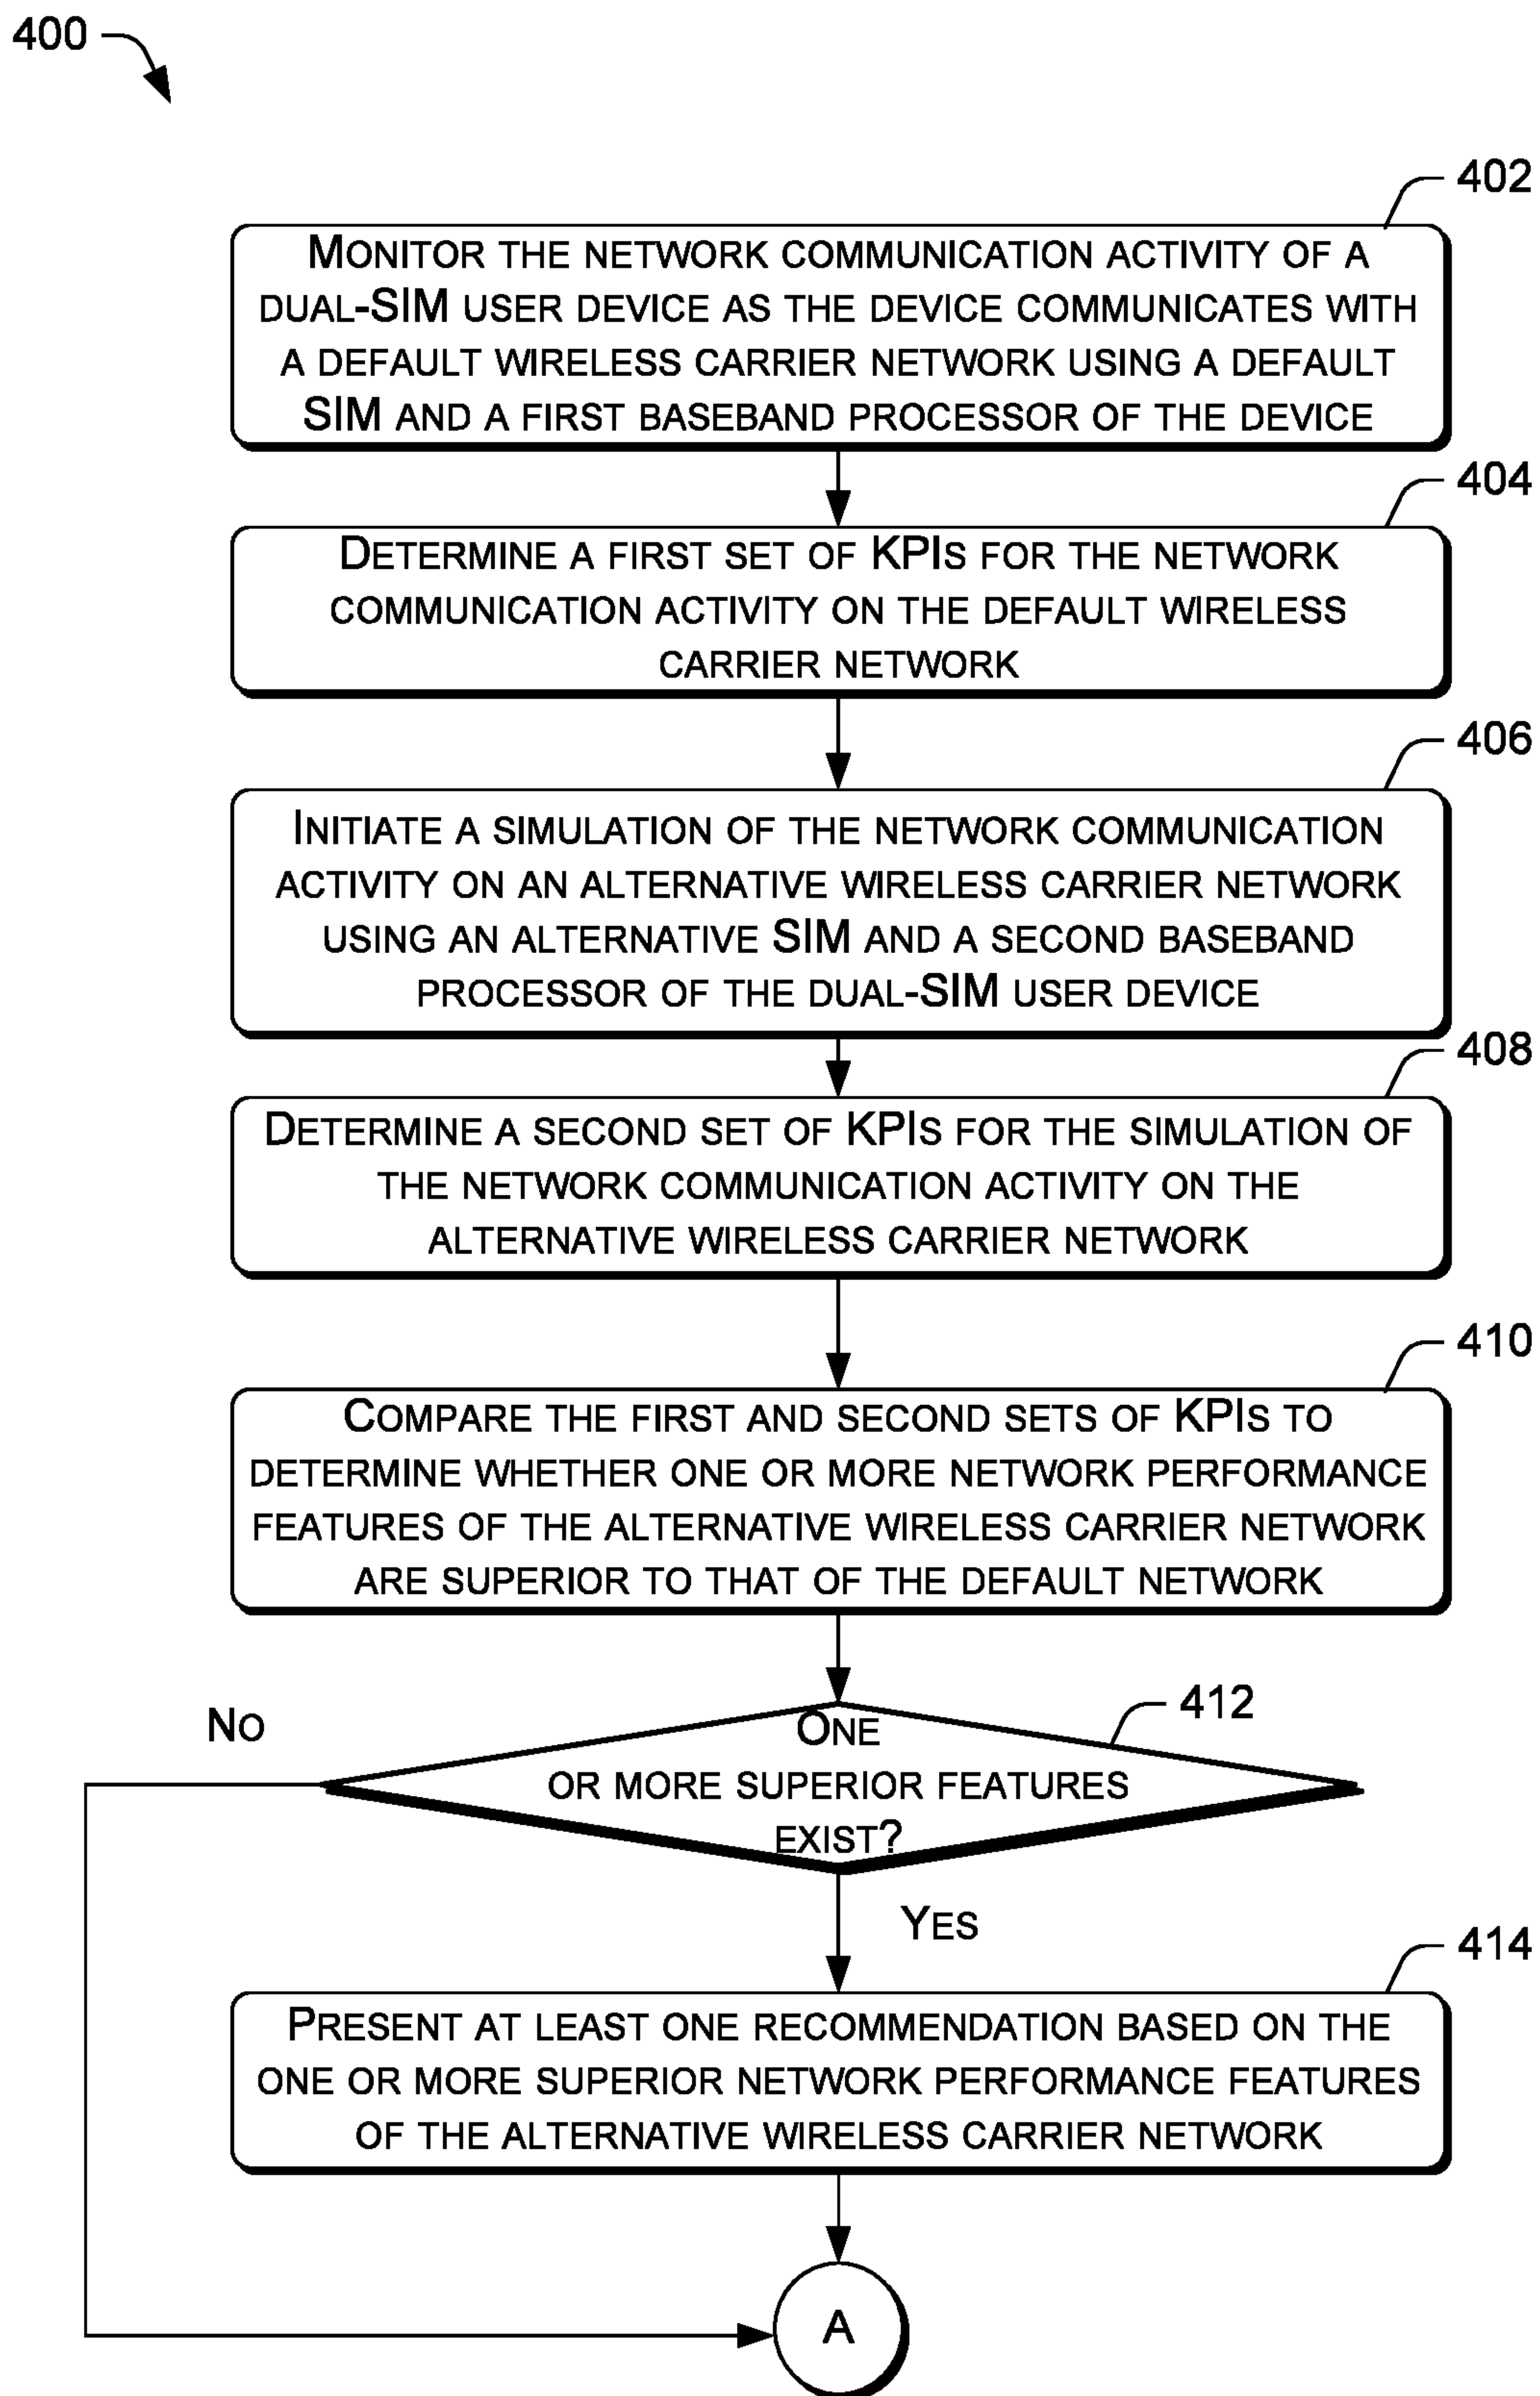 400
402
MONITOR THE NETWORK COMMUNICATION ACTIVITY OF A
DUAL-SIM USER DEVICE AS THE DEVICE COMMUNICATES WITH
A DEFAULT WIRELESS CARRIER NETWORK USING A DEFAULT
SIM AND A FIRST BASEBAND PROCESSOR OF THE DEVICE
404
DETERMINE A FIRST SET OF KPIS FOR THE NETWORK
COMMUNICATION ACTIVITY ON THE DEFAULT WIRELESS
CARRIER NETWORK
406
INITIATE A SIMULATION OF THE NETWORK COMMUNICATION
ACTIVITY ON AN ALTERNATIVE WIRELESS CARRIER NETWORK
USING AN ALTERNATIVE SIM AND A SECOND BASEBAND
PROCESSOR OF THE DUAL-SIM USER DEVICE
408
DETERMINE A SECOND SET OF KPIS FOR THE SIMULATION OF
THE NETWORK COMMUNICATION ACTIVITY ON THE
ALTERNATIVE WIRELESS CARRIER NETWORK
410
COMPARE THE FIRST AND SECOND SETS OF KPIS TO
DETERMINE WHETHER ONE OR MORE NETWORK PERFORMANCE
FEATURES OF THE ALTERNATIVE WIRELESS CARRIER NETWORK
ARE SUPERIOR TO THAT OF THE DEFAULT NETWORK
412
NO
ONE
OR MORE SUPERIOR FEATURES
EXIST?
YES
414
PRESENT AT LEAST ONE RECOMMENDATION BASED ON THE
ONE OR MORE SUPERIOR NETWORK PERFORMANCE FEATURES
OF THE ALTERNATIVE WIRELESS CARRIER NETWORK
A